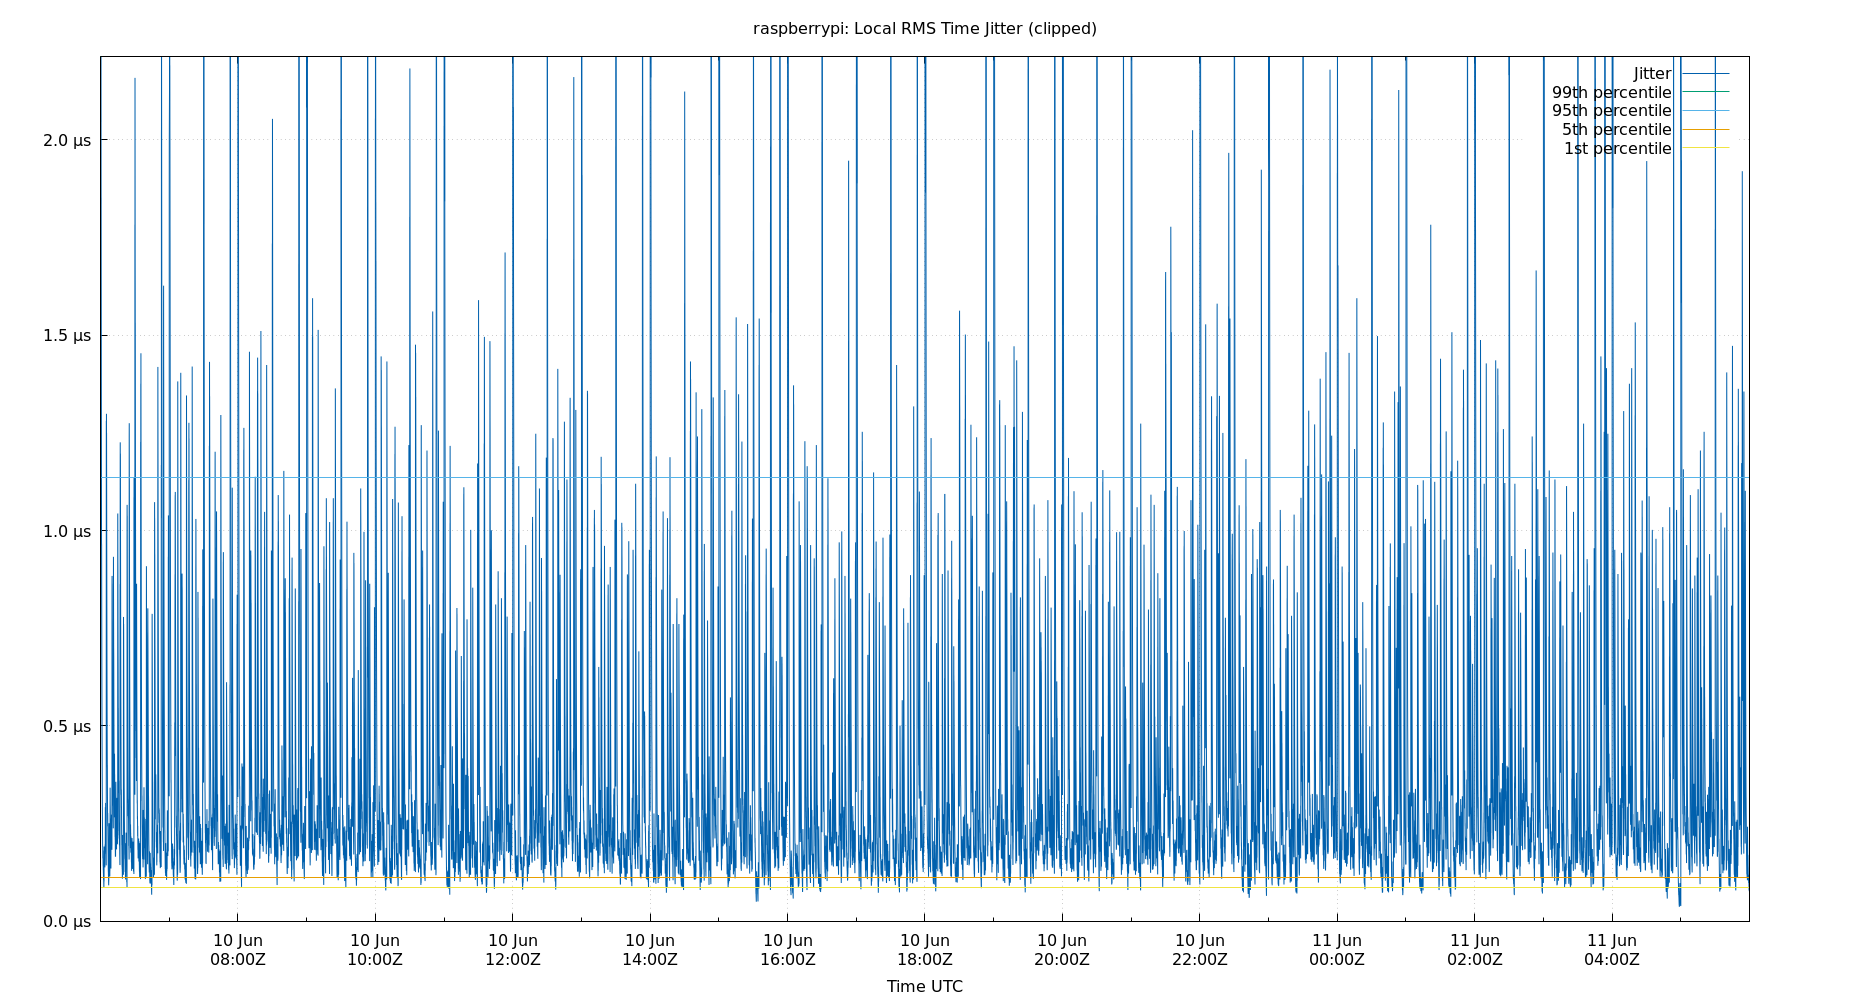 raspberrypi: Local RMS Time Jitter (clipped)
Jitter
99th percentile
95th percentile
5th percentile
1st percentile
2.0 μs
1.5 μs
1.0 μs
0.5 μs
0.0 μs
10 Jun 10 Jun 10 Jun 10 Jun 10 Jun 10 Jun 10 Jun 10 Jun 11 Jun 11 Jun 11 Jun
08:00Z 10:00Z 12:00Z 14:00Z 16:00Z 18:00Z 20:00Z 22:00Z 00:00Z 02:00Z 04:00Z
Time UTC